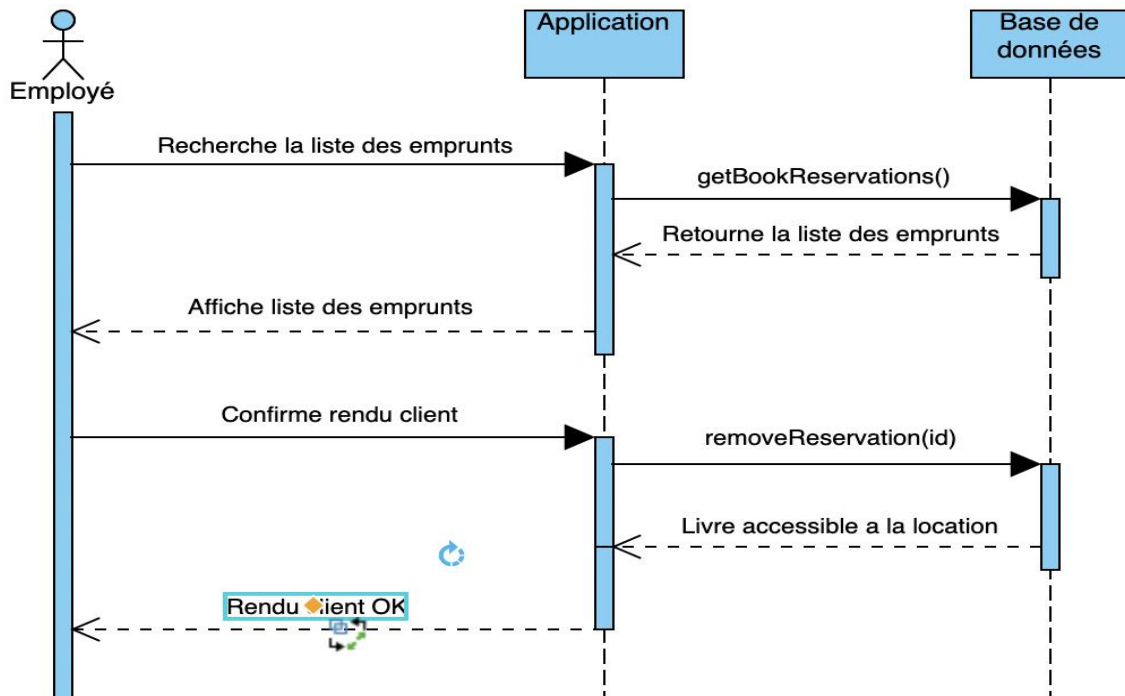 Application
Base de
données
Employé
Recherche la liste des emprunts
getBookReservations()
Retourne la liste des emprunts
Affiche liste des emprunts
Confirme rendu client
removeReservation(id)
Livre accessible a la location
Rendu client OK